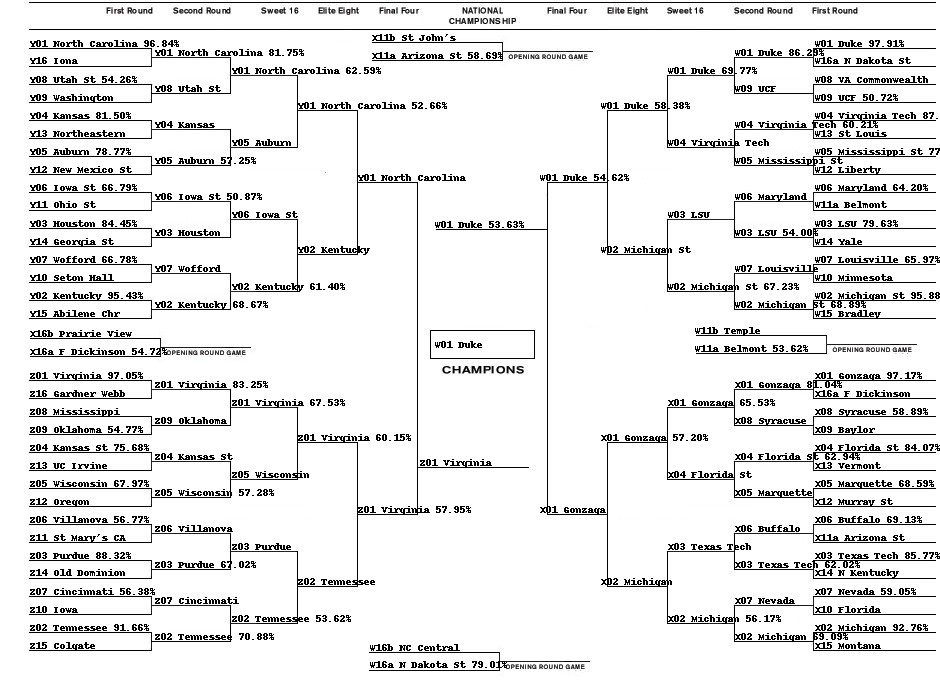 First Round Second Round Sweet 16 Elite Eight Final Four NATIONAL CHAMPIONSHIP Final Four Elite Eight Sweet 16 Second Round First Round
X11b St John's
X11a Arizona St 58.69% OPENING ROUND GAME
Y01 North Carolina 96.84%
Y16 Iona
Y08 Utah St 54.26%
Y09 Washington
Y04 Kansas 81.50%
Y13 Northeastern
Y05 Auburn 78.77%
Y12 New Mexico St
Y06 Iowa St 66.79%
Y11 Ohio St
Y03 Houston 84.45%
Y14 Georgia St
Y07 Wofford 66.78%
Y10 Seton Hall
Y02 Kentucky 95.43%
Y15 Abilene Chr
Y01 North Carolina 81.75%
Y08 Utah St
Y04 Kansas
Y05 Auburn 57.25%
Y06 Iowa St 50.87%
Y03 Houston
Y07 Wofford
Y02 Kentucky 68.67%
Y01 North Carolina 62.59%
Y05 Auburn
Y06 Iowa St
Y02 Kentucky 61.40%
Y01 North Carolina 52.66%
Y02 Kentucky
Y01 North Carolina
X16b Prairie View
X16a F Dickinson 54.72% OPENING ROUND GAME
Z01 Virginia 97.05%
Z16 Gardner Webb
Z08 Mississippi
Z09 Oklahoma 54.77%
Z04 Kansas St 75.68%
Z13 UC Irvine
Z05 Wisconsin 67.97%
Z12 Oregon
Z06 Villanova 56.77%
Z11 St Mary's CA
Z03 Purdue 88.32%
Z14 Old Dominion
Z07 Cincinnati 56.38%
Z10 Iowa
Z02 Tennessee 91.66%
Z15 Colgate
Z01 Virginia 83.25%
Z09 Oklahoma
Z04 Kansas St
Z05 Wisconsin 57.28%
Z06 Villanova
Z03 Purdue 67.02%
Z07 Cincinnati
Z02 Tennessee 70.88%
Z01 Virginia 67.53%
Z05 Wisconsin
Z03 Purdue
Z02 Tennessee 53.62%
Z01 Virginia 60.15%
Z02 Tennessee
Z01 Virginia 57.95%
Z01 Virginia
W01 Duke 53.63%
W01 Duke
CHAMPIONS
W01 Duke 54.62%
X01 Gonzaga
W01 Duke 58.38%
W02 Michigan St
W01 Duke 69.77%
W04 Virginia Tech
W03 LSU
W02 Michigan St 67.23%
W01 Duke 86.29%
W09 UCF
W04 Virginia Tech 60.21%
W05 Mississippi St
W06 Maryland
W03 LSU 54.00%
W07 Louisville
W02 Michigan St 68.89%
W01 Duke 97.91%
W16a N Dakota St
W08 VA Commonwealth
W09 UCF 50.72%
W04 Virginia Tech 87.
W13 St Louis
W05 Mississippi St 77
W12 Liberty
W06 Maryland 64.20%
W11a Belmont
W03 LSU 79.63%
W14 Yale
W07 Louisville 65.97%
W10 Minnesota
W02 Michigan St 95.88
W15 Bradley
W11b Temple
W11a Belmont 53.62% OPENING ROUND GAME
X01 Gonzaga 57.20%
X02 Michigan
X01 Gonzaga 65.53%
X04 Florida St
X03 Texas Tech
X02 Michigan 56.17%
X01 Gonzaga 81.04%
X08 Syracuse
X04 Florida St 62.94%
X05 Marquette
X06 Buffalo
X03 Texas Tech 62.02%
X07 Nevada
X02 Michigan 69.09%
X01 Gonzaga 97.17%
X16a F Dickinson
X08 Syracuse 58.89%
X09 Baylor
X04 Florida St 84.07%
X13 Vermont
X05 Marquette 68.59%
X12 Murray St
X06 Buffalo 69.13%
X11a Arizona St
X03 Texas Tech 85.77%
X14 N Kentucky
X07 Nevada 59.05%
X10 Florida
X02 Michigan 92.76%
X15 Montana
W16b NC Central
W16a N Dakota St 79.01% OPENING ROUND GAME